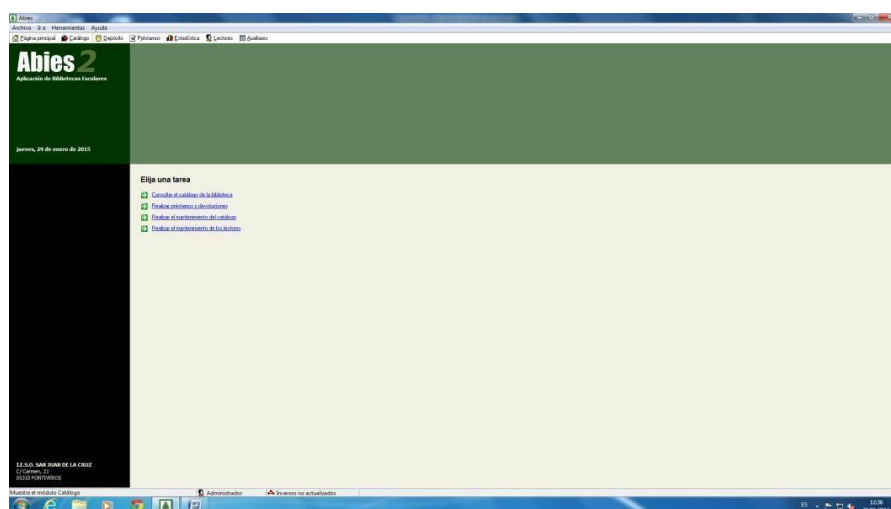 Abies
Archivo Ir a Herramientas Ayuda
Página principal Catálogo Depósito Préstamos Estadística Lectores Auxiliares
Abies 2
Aplicación de Bibliotecas Escolares
jueves, 29 de enero de 2015
Elija una tarea
Consultar el catálogo de la biblioteca
Realizar préstamos y devoluciones
Realizar el mantenimiento del catálogo
Realizar el mantenimiento de los lectores
I.E.S.O. SAN JUAN DE LA CRUZ
C/ Carmen, 21
05310 FONTIVEROS
Muestra el módulo Catálogo Administrador Inversos no actualizados
ES 12:36